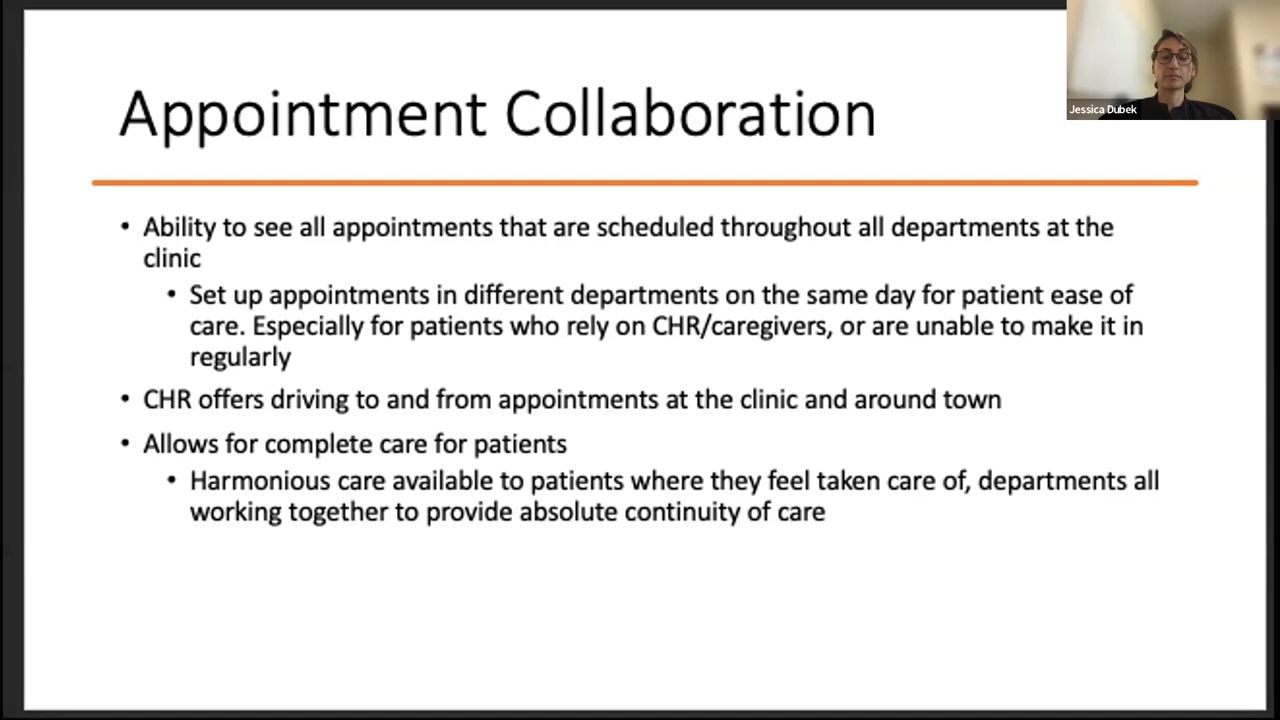 Appointment Collaboration
Jessica Dubek
• Ability to see all appointments that are scheduled throughout all departments at the
clinic
• Set up appointments in different departments on the same day for patient ease of
care. Especially for patients who rely on CHR/caregivers, or are unable to make it in
regularly
• CHR offers driving to and from appointments at the clinic and around town
• Allows for complete care for patients
• Harmonious care available to patients where they feel taken care of, departments all
working together to provide absolute continuity of care